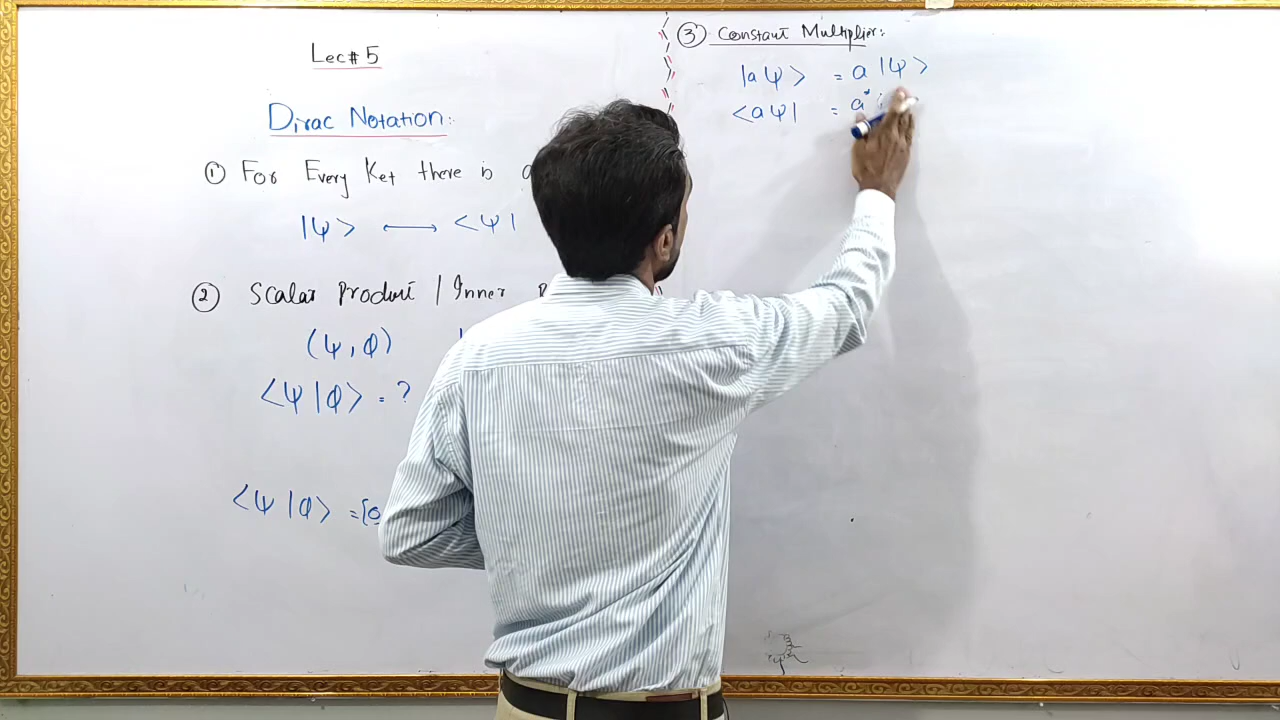 Lec# 5
Dirac Notation:
① For Every Ket there is
|ψ> ⟷ <ψ|
② Scalar Product / Inner
(ψ, ϕ)
<ψ|ϕ> = ?
<ψ|ϕ> =
③ Constant Multiplier:
|aψ> = a |ψ>
<aψ| = a*